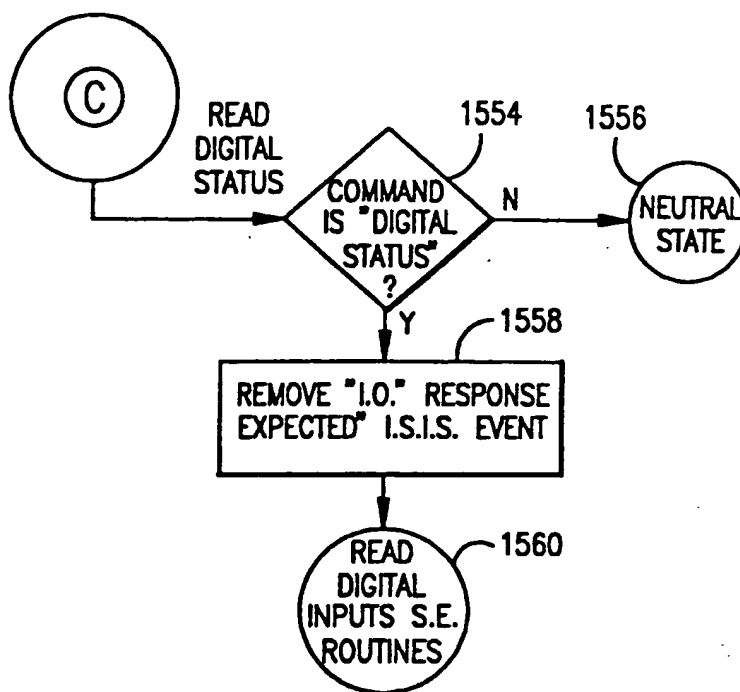 C
READ
DIGITAL
STATUS
1554
COMMAND
IS "DIGITAL
STATUS"
?
N
1556
NEUTRAL
STATE
Y
1558
REMOVE "I.O." RESPONSE
EXPECTED" I.S.I.S. EVENT
1560
READ
DIGITAL
INPUTS S.E.
ROUTINES